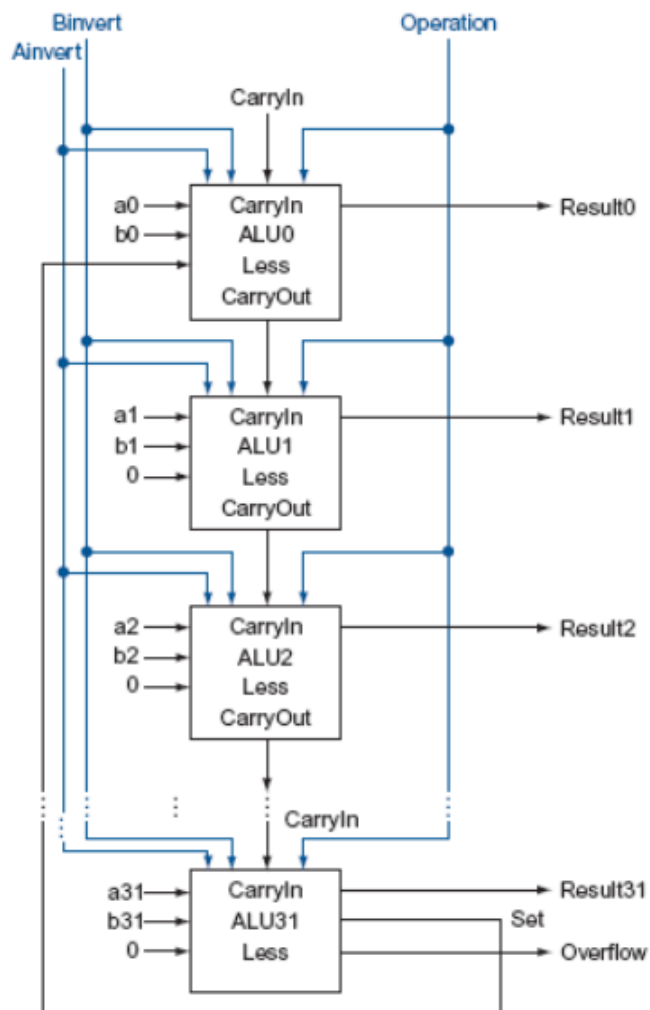 Binvert
Operation
Ainvert
CarryIn
a0
CarryIn
Result0
b0
ALU0
Less
CarryOut
a1
CarryIn
Result1
b1
ALU1
0
Less
CarryOut
a2
CarryIn
Result2
b2
ALU2
0
Less
CarryOut
CarryIn
a31
CarryIn
Result31
b31
ALU31
Set
0
Less
Overflow